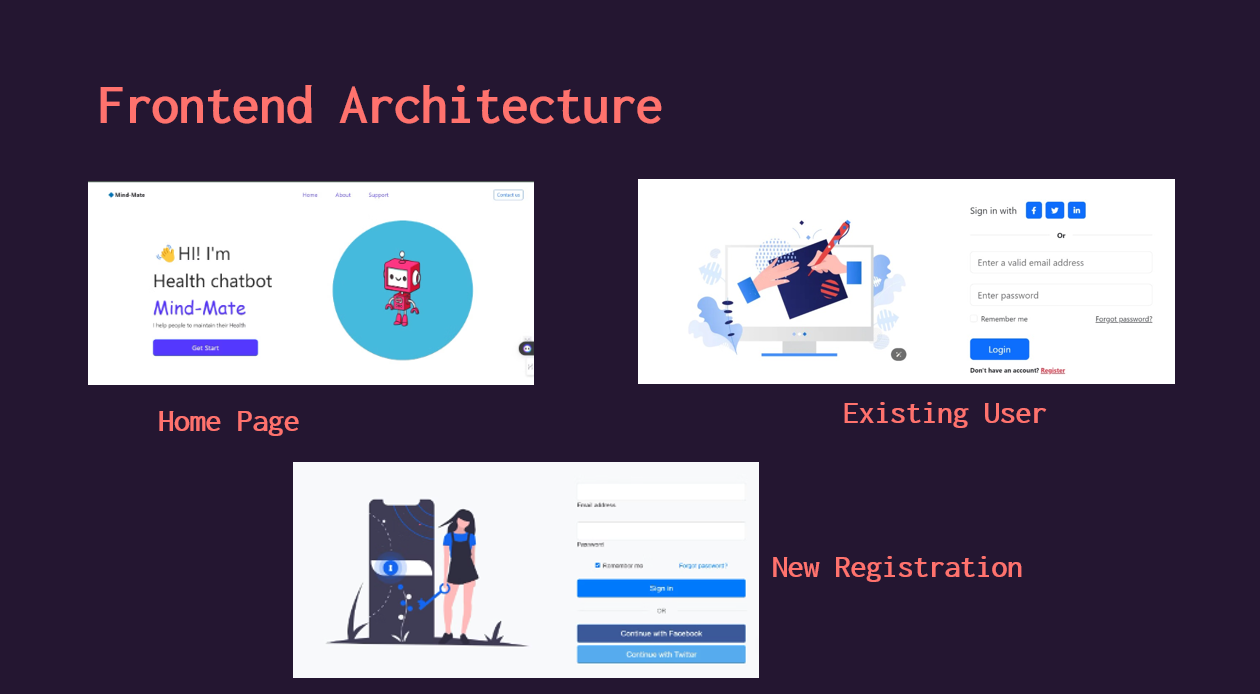 Frontend Architecture
Mind-Mate
Home About Support
Contact us
👋HI! I'm
Health chatbot
Mind-Mate
I help people to maintain their Health
Get Start
Home Page
Sign in with
Or
Enter a valid email address
Enter password
Remember me Forgot password?
Login
Don't have an account? Register
Existing User
Email address
Password
Remember me Forgot password?
Sign in
OR
Continue with Facebook
Continue with Twitter
New Registration